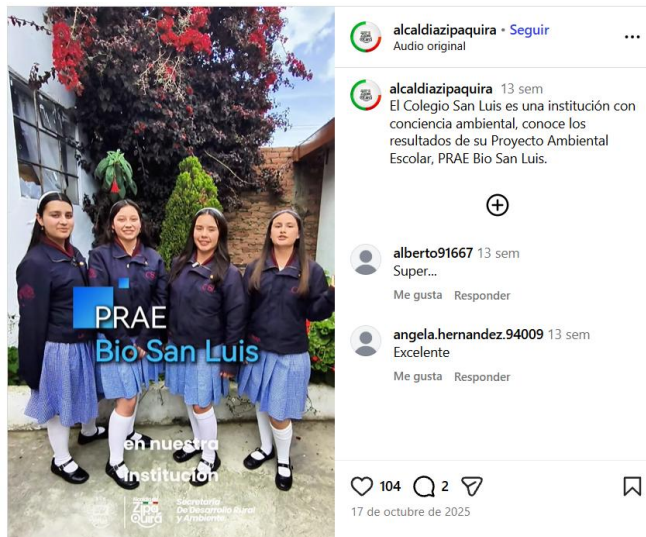 PRAE
Bio San Luis
en nuestra
institución
Zipa
Quirá
Secretaría
De Desarrollo Rural
y Ambiente
alcaldiazipaquira • Seguir
Audio original
alcaldiazipaquira 13 sem
El Colegio San Luis es una institución con
conciencia ambiental, conoce los
resultados de su Proyecto Ambiental
Escolar, PRAE Bio San Luis.
alberto91667 13 sem
Super...
Me gusta Responder
angela.hernandez.94009 13 sem
Excelente
Me gusta Responder
104 2
17 de octubre de 2025